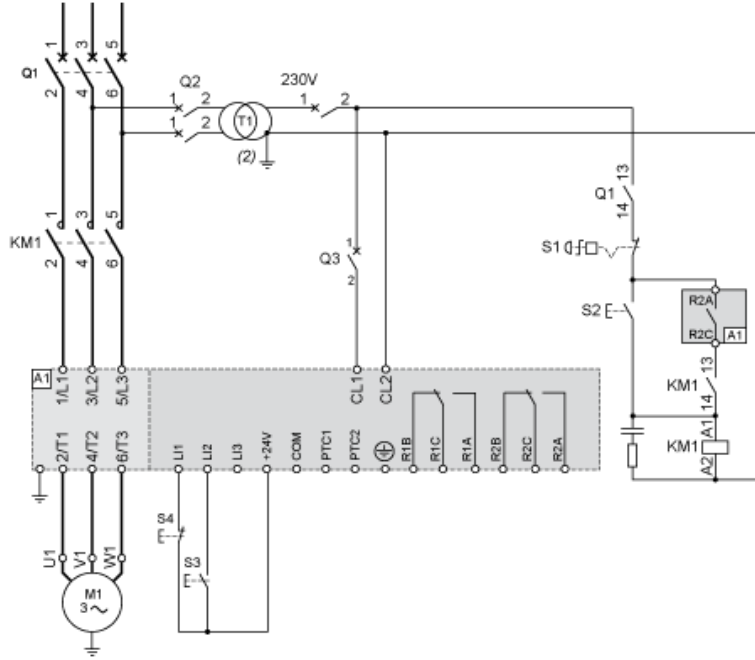 1 3 5
Q1
2 4 6
Q2
1 2
1 2
T1
(2)
230V
1 2
13
Q1
14
1 3 5
KM1
2 4 6
Q3
1
2
S1
S2
R2A
R2C
A1
13
KM1
14
A1
KM1
A2
A1
1/L1 3/L2 5/L3
CL1 CL2
2/T1 4/T2 6/T3
LI1 LI2 LI3 +24V COM PTC1 PTC2 R1B R1C R1A R2B R2C R2A
S4
S3
U1 V1 W1
M1
3 ~